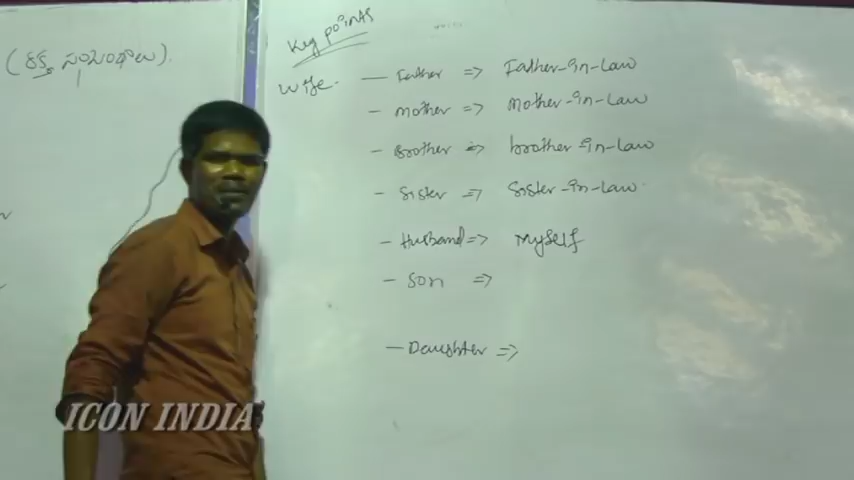 (రక్త సంబంధాలు).
Key points
Wife - — Father => Father-in-Law
- Mother => Mother-in-Law
- Brother => brother-in-Law
- Sister => Sister-in-Law
- Husband => Myself
- Son =>
- Daughter =>
ICON INDIA